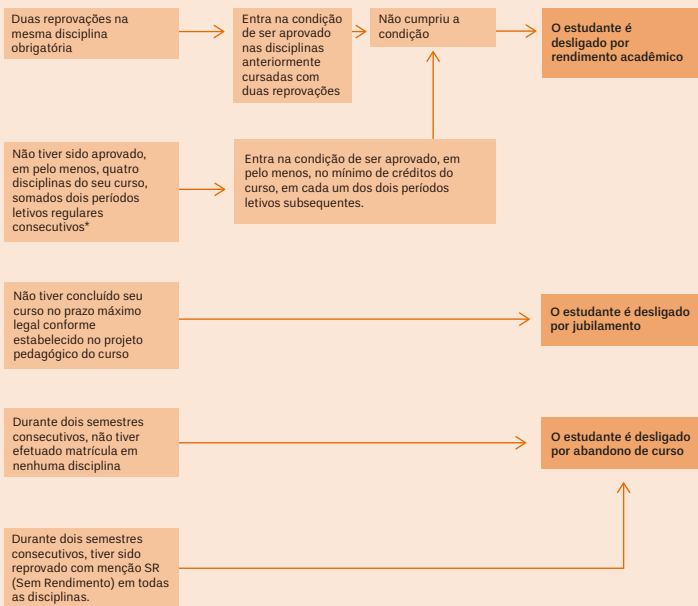 Duas reprovações na
mesma disciplina
obrigatória
Entra na condição
de ser aprovado
nas disciplinas
anteriormente
cursadas com
duas reprovações
Não cumpriu a
condição
O estudante é
desligado por
rendimento acadêmico
Não tiver sido aprovado,
em pelo menos, quatro
disciplinas do seu curso,
somados dois períodos
letivos regulares
consecutivos*
Entra na condição de ser aprovado, em
pelo menos, no mínimo de créditos do
curso, em cada um dos dois períodos
letivos subsequentes.
Não tiver concluído seu
curso no prazo máximo
legal conforme
estabelecido no projeto
pedagógico do curso
O estudante é desligado
por jubilamento
Durante dois semestres
consecutivos, não tiver
efetuado matrícula em
nenhuma disciplina
O estudante é desligado
por abandono de curso
Durante dois semestres
consecutivos, tiver sido
reprovado com menção SR
(Sem Rendimento) em todas
as disciplinas.